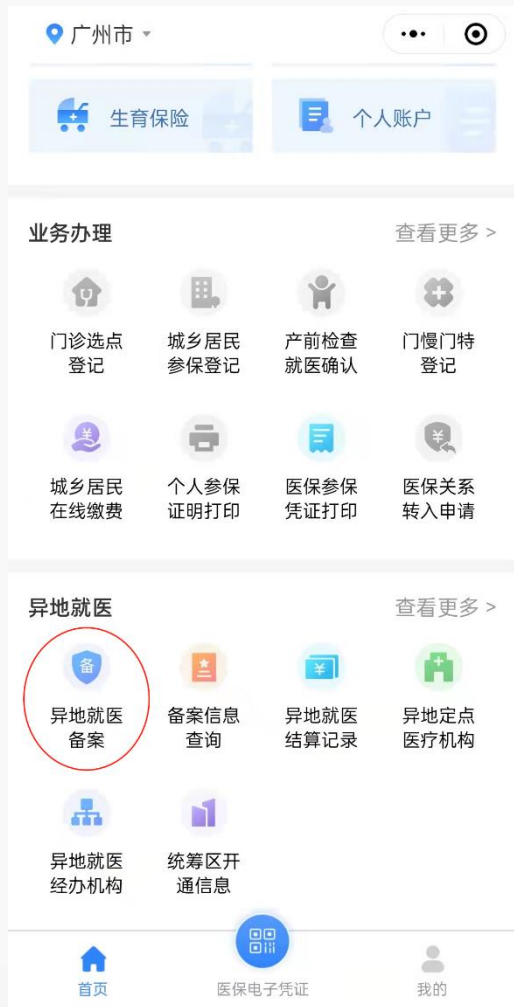 广州市
生育保险
个人账户
业务办理
查看更多 >
门诊选点
登记
城乡居民
参保登记
产前检查
就医确认
门慢门特
登记
城乡居民
在线缴费
个人参保
证明打印
医保参保
凭证打印
医保关系
转入申请
异地就医
查看更多 >
备
异地就医
备案
备案信息
查询
异地就医
结算记录
异地定点
医疗机构
异地就医
经办机构
统筹区开
通信息
首页
医保电子凭证
我的